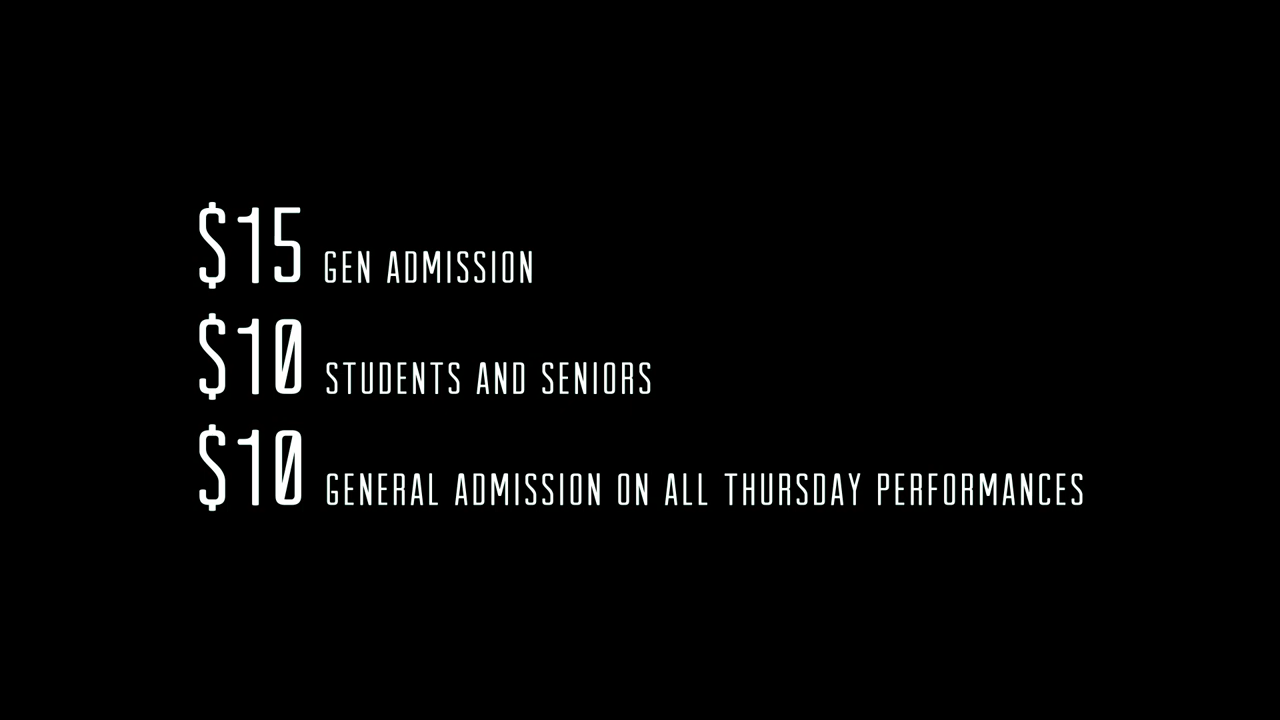 $15 GEN ADMISSION
$10 STUDENTS AND SENIORS
$10 GENERAL ADMISSION ON ALL THURSDAY PERFORMANCES